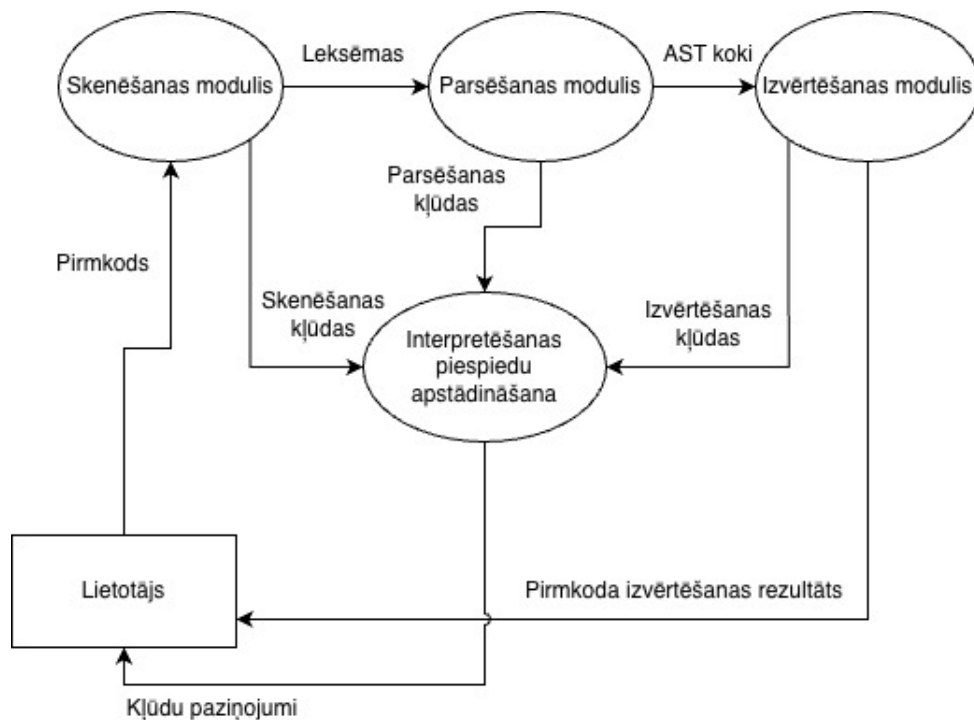 Leksēmas
AST koki
Skenēšanas modulis
Parsēšanas modulis
Izvērtēšanas modulis
Parsēšanas
kļūdas
Pirmkods
Skenēšanas
kļūdas
Izvērtēšanas
kļūdas
Interpretēšanas
piespiedu
apstādināšana
Lietotājs
Pirmkoda izvērtēšanas rezultāts
Kļūdu paziņojumi